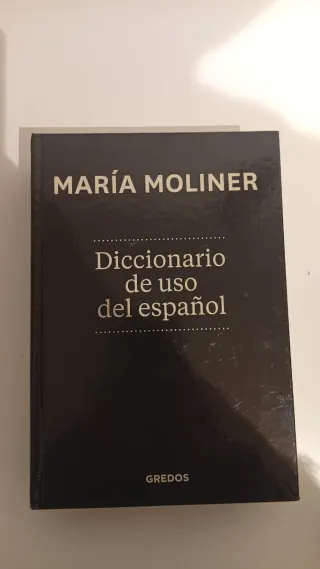 MARÍA MOLINER
Diccionario
de uso
del español
GREDOS